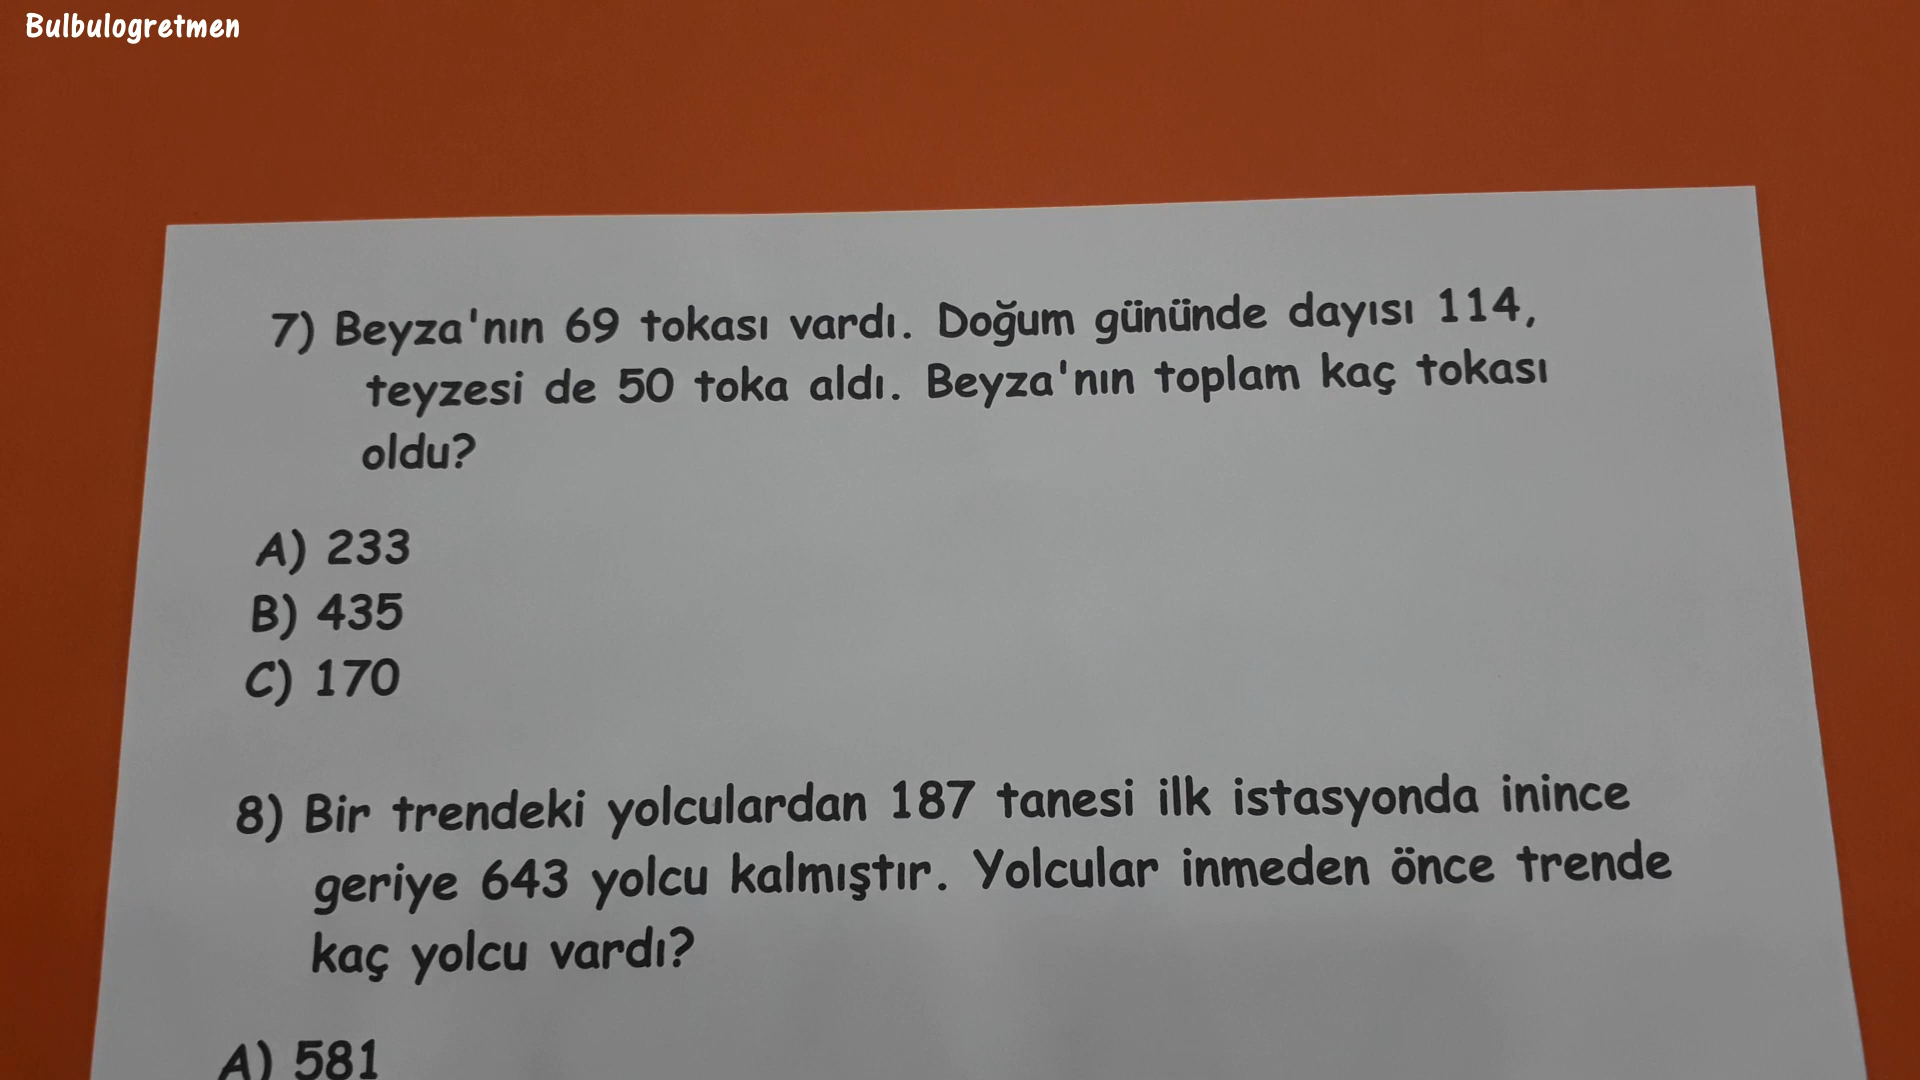 Bulbulogretmen
7) Beyza'nın 69 tokası vardı. Doğum gününde dayısı 114,
teyzesi de 50 toka aldı. Beyza'nın toplam kaç tokası
oldu?
A) 233
B) 435
C) 170
8) Bir trendeki yolculardan 187 tanesi ilk istasyonda inince
geriye 643 yolcu kalmıştır. Yolcular inmeden önce trende
kaç yolcu vardı?
A) 581